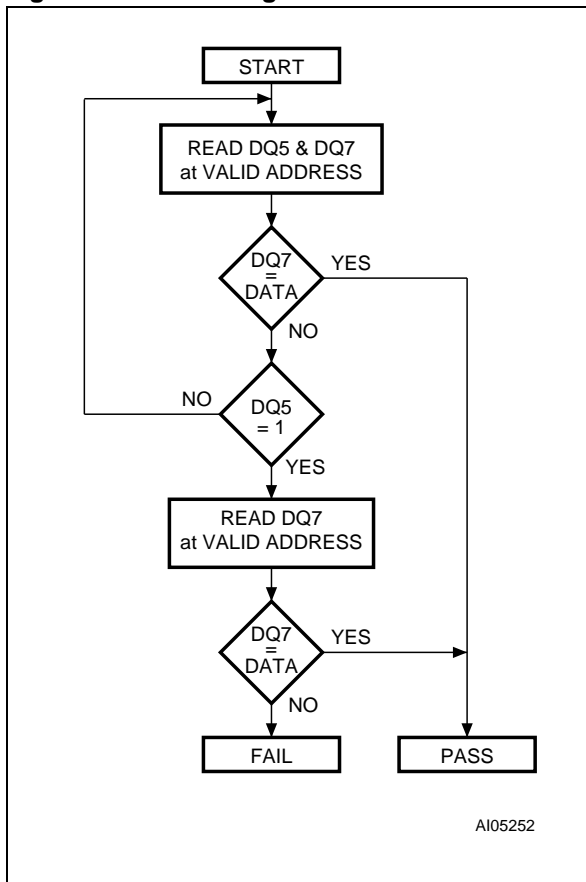 START
READ DQ5 & DQ7
at VALID ADDRESS
DQ7
=
DATA
YES
NO
DQ5
= 1
NO
YES
READ DQ7
at VALID ADDRESS
DQ7
=
DATA
YES
NO
FAIL
PASS
AI05252